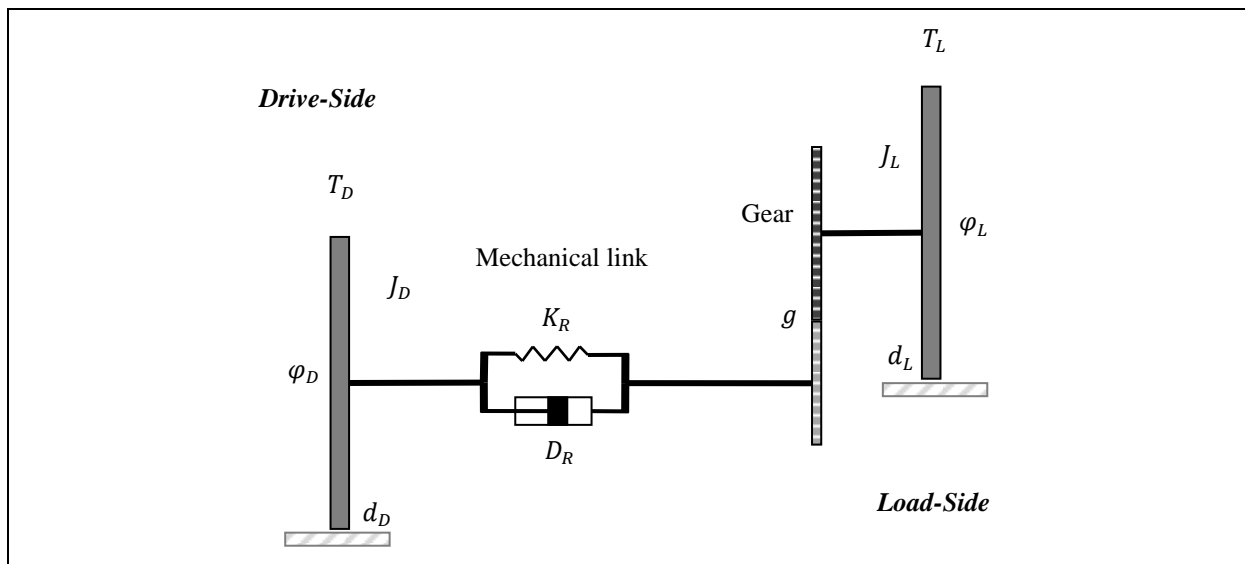 T_L
Drive-Side
J_L
T_D
Gear
φ_L
Mechanical link
J_D
g
K_R
d_L
φ_D
D_R
Load-Side
d_D